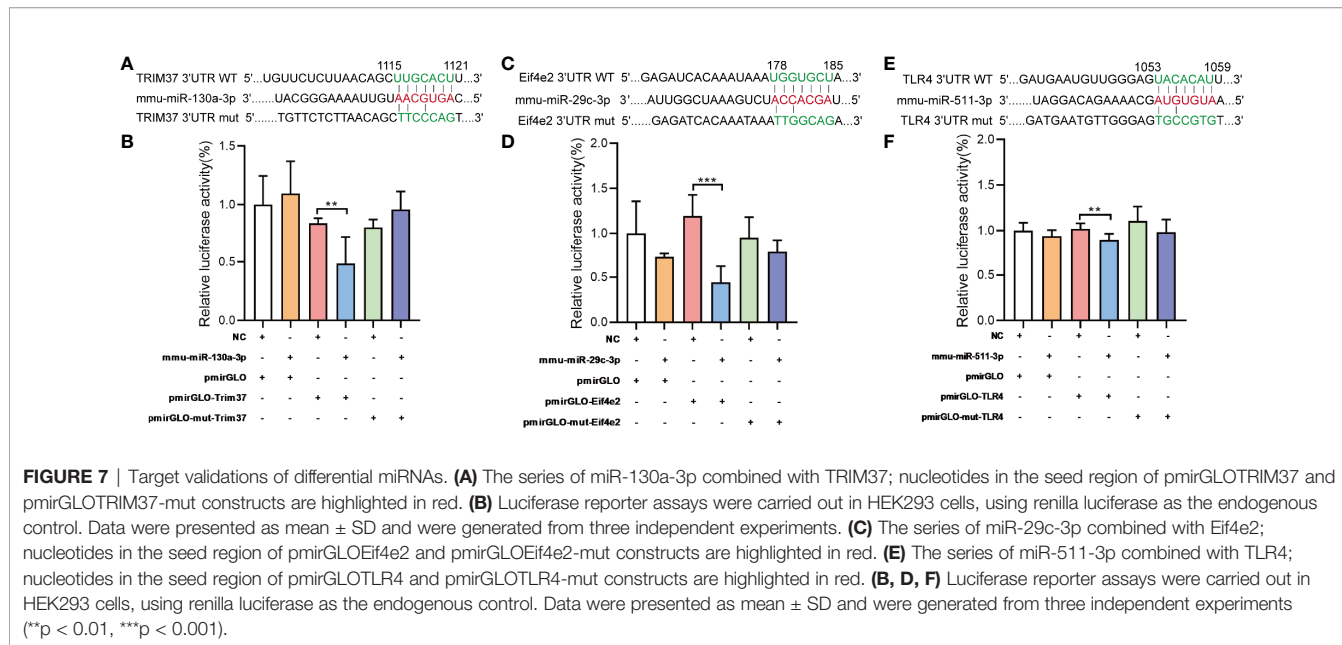 A
1115 1121
TRIM37 3'UTR WT 5'...UGUUCUCUUAACAGCUUGCACUU...3'
mmu-miR-130a-3p 3'.......UACGGGAAAAUUGUAACGUGAC...5'
TRIM37 3'UTR mut 5'.......TGTTCTCTTAACAGCTTCCCAGT...3'
C
178 185
Eif4e2 3'UTR WT 5'...GAGAUCACAAAUAAAUGGUGCUA...3'
mmu-miR-29c-3p 3'.....AUUGGCUAAAGUCUACCACGAU...5'
Eif4e2 3'UTR mut 5'.....GAGATCACAAATAAATTGGCAGA...3'
E
1053 1059
TLR4 3'UTR WT 5'...GAUGAAUGUUGGGAGUACACAUU...3'
mmu-miR-511-3p 3'.....UAGGACAGAAAACGAUGUGUAA...5'
TLR4 3'UTR mut 5'.....GATGAATGTTGGGAGTGCCGTGT...3'
B
Relative luciferase activity(%)
1.5
1.0
0.5
0.0
**
NC + - + - + -
mmu-miR-130a-3p - + - + - +
pmirGLO + + - - - -
pmirGLO-Trim37 - - + + - -
pmirGLO-mut-Trim37 - - - - + +
D
Relative luciferase activity(%)
2.0
1.5
1.0
0.5
0.0
***
NC + - + - + -
mmu-miR-29c-3p - + - + - +
pmirGLO + + - - - -
pmirGLO-Eif4e2 - - + + - -
pmirGLO-mut-Eif4e2 - - - - + +
F
Relative luciferase activity(%)
2.0
1.5
1.0
0.5
0.0
**
NC + - + - + -
mmu-miR-511-3p - + - + - +
pmirGLO + + - - - -
pmirGLO-TLR4 - - + + - -
pmirGLO-mut-TLR4 - - - - + +
FIGURE 7 | Target validations of differential miRNAs. (A) The series of miR-130a-3p combined with TRIM37; nucleotides in the seed region of pmirGLOTRIM37 and
pmirGLOTRIM37-mut constructs are highlighted in red. (B) Luciferase reporter assays were carried out in HEK293 cells, using renilla luciferase as the endogenous
control. Data were presented as mean ± SD and were generated from three independent experiments. (C) The series of miR-29c-3p combined with Eif4e2;
nucleotides in the seed region of pmirGLOEif4e2 and pmirGLOEif4e2-mut constructs are highlighted in red. (E) The series of miR-511-3p combined with TLR4;
nucleotides in the seed region of pmirGLOTLR4 and pmirGLOTLR4-mut constructs are highlighted in red. (B, D, F) Luciferase reporter assays were carried out in
HEK293 cells, using renilla luciferase as the endogenous control. Data were presented as mean ± SD and were generated from three independent experiments
(**p < 0.01, ***p < 0.001).